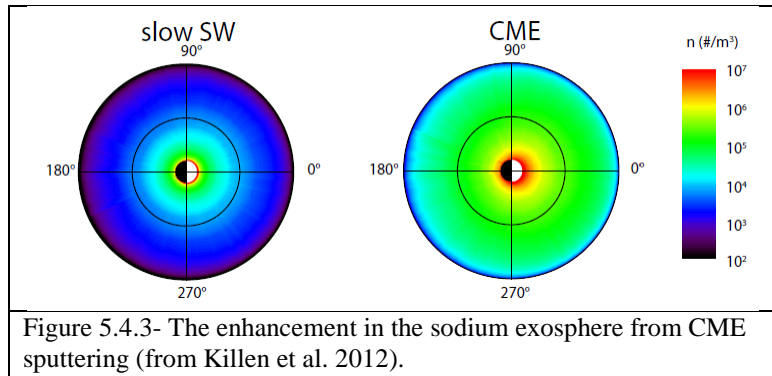 slow SW
CME
n (#/m³)
90°
90°
10⁷
10⁶
10⁵
180°
0°
180°
0°
10⁴
10³
10²
270°
270°
Figure 5.4.3- The enhancement in the sodium exosphere from CME
sputtering (from Killen et al. 2012).